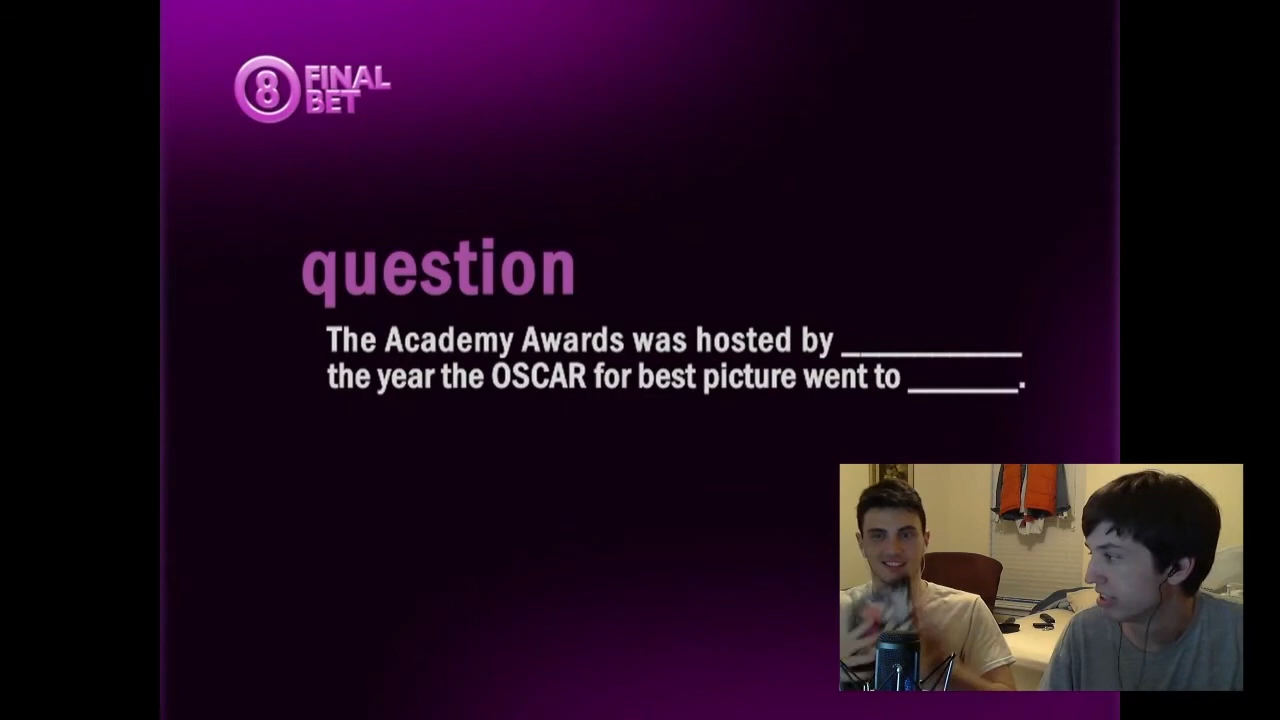 8 FINAL
BET
question
The Academy Awards was hosted by ___________
the year the OSCAR for best picture went to _______.